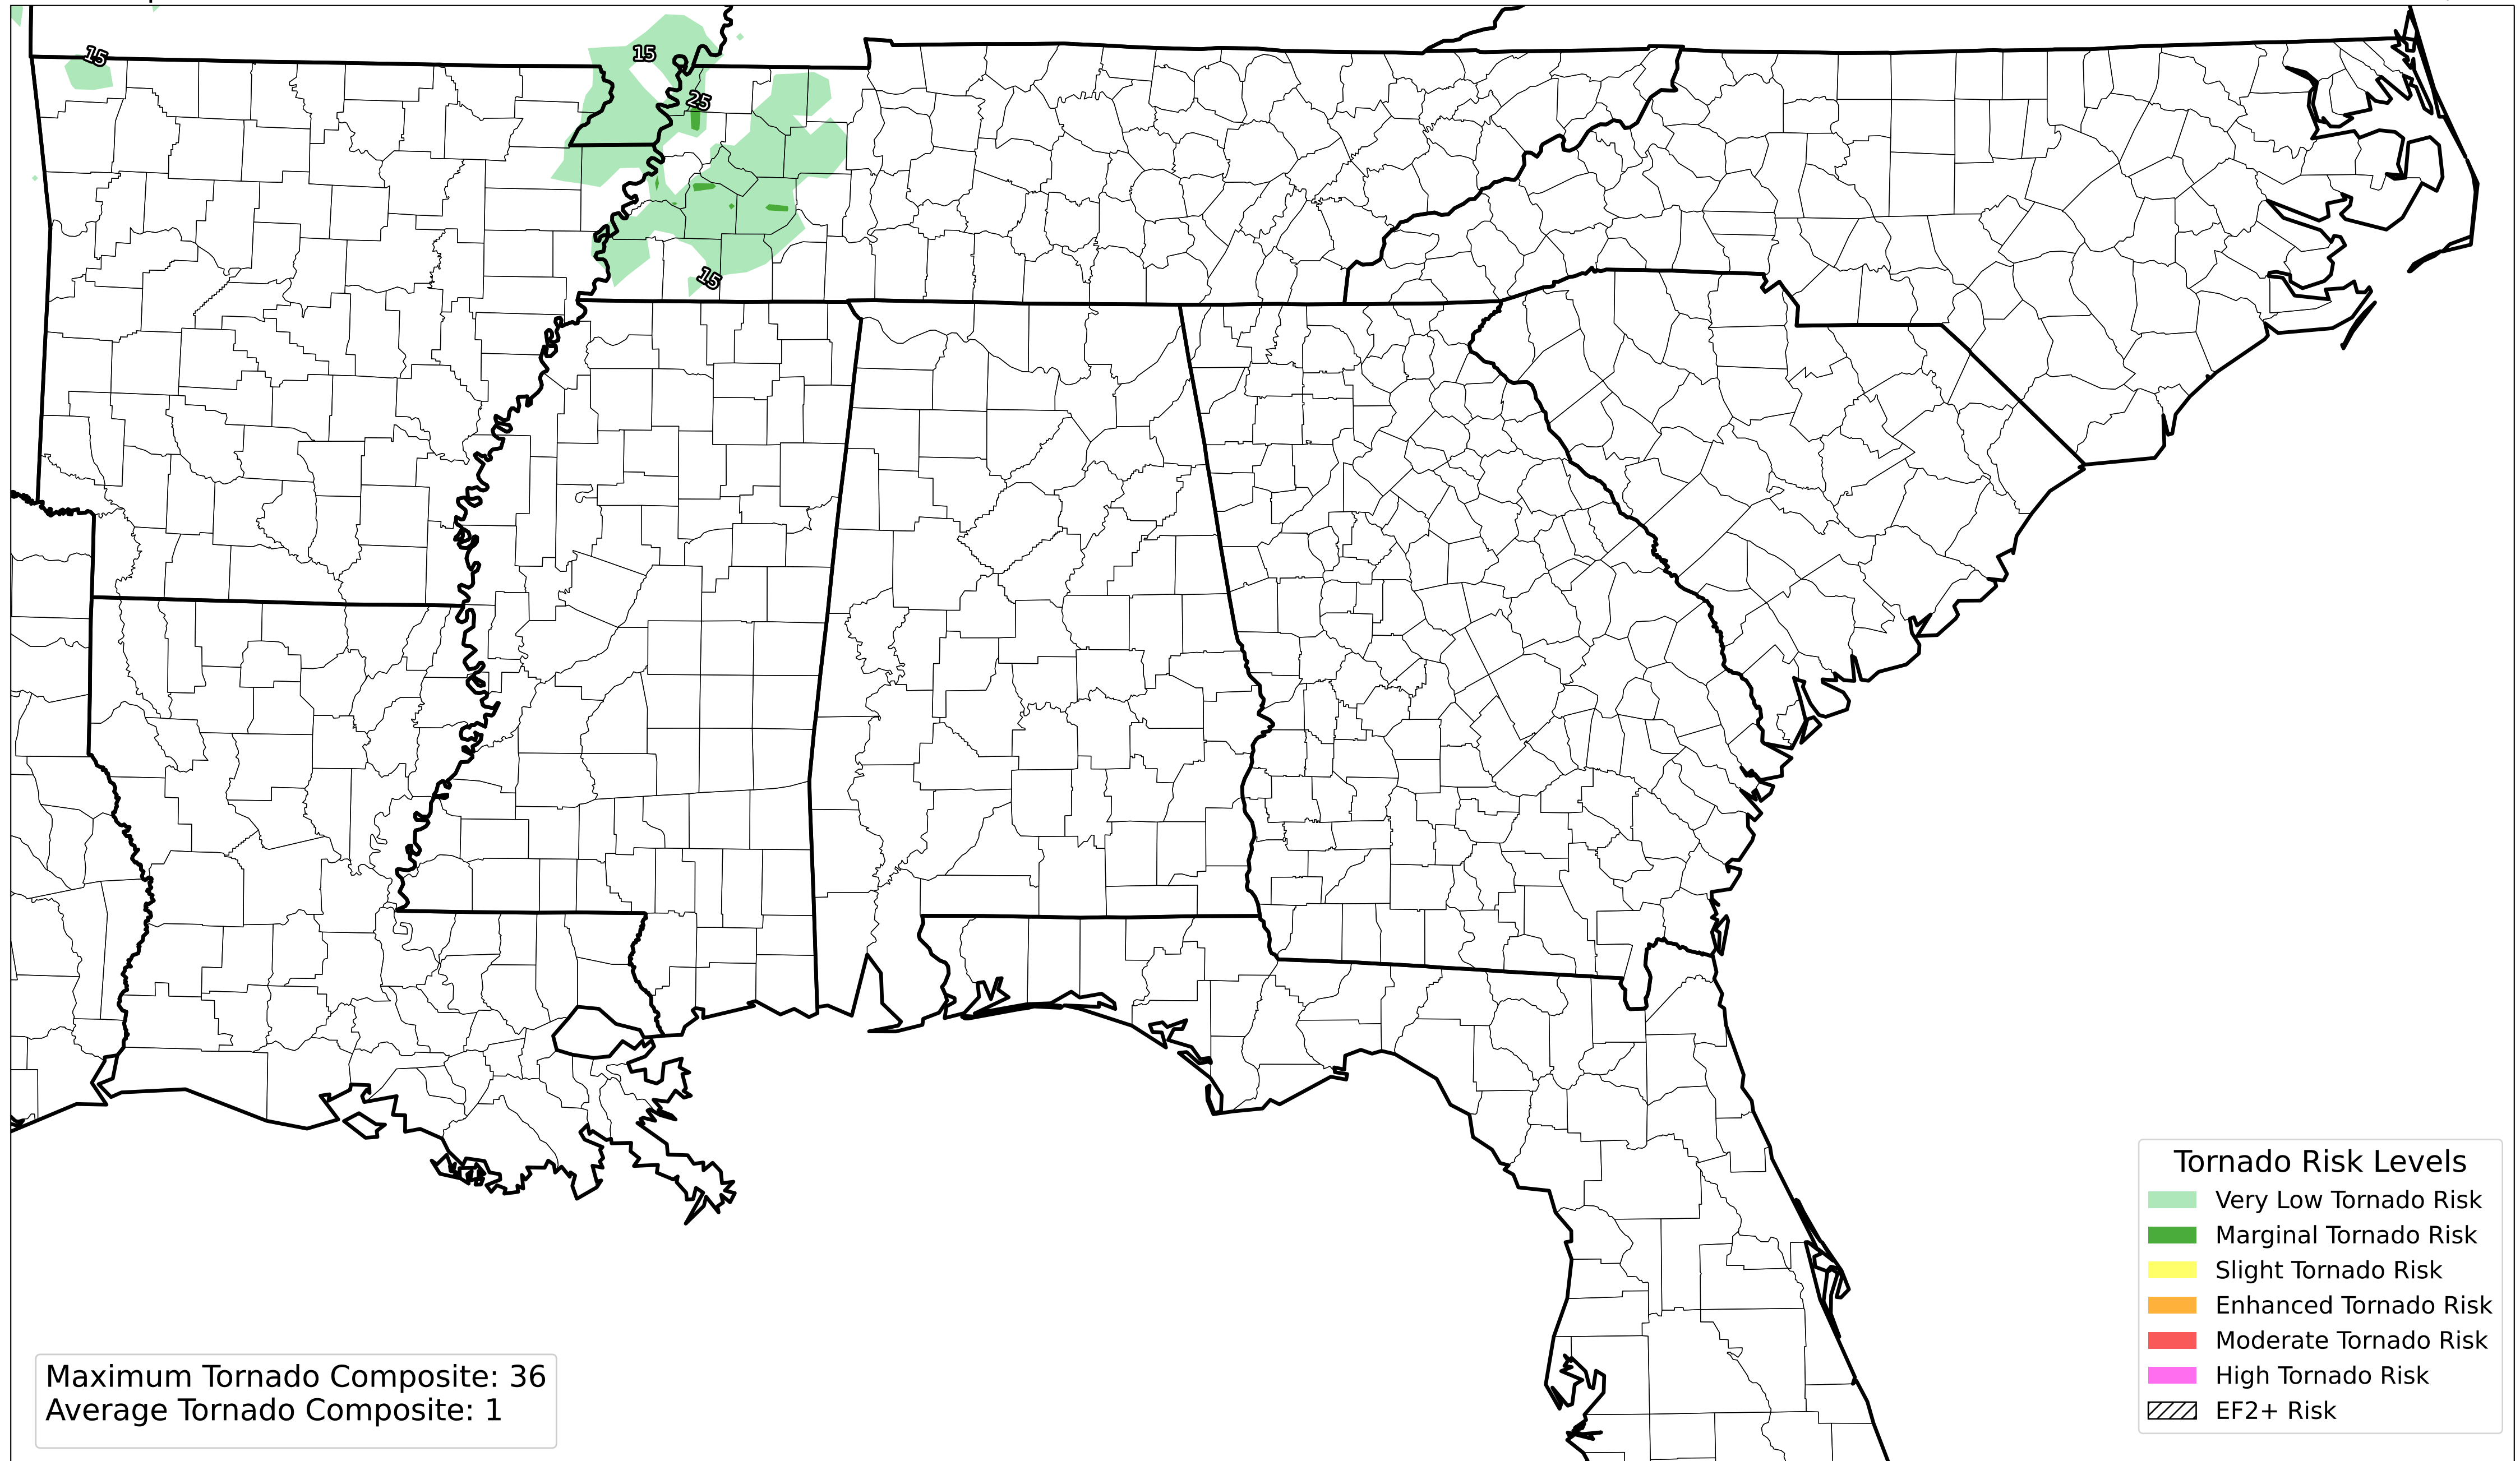 15
15
25
15
Tornado Risk Levels
Very Low Tornado Risk
Marginal Tornado Risk
Slight Tornado Risk
Enhanced Tornado Risk
Moderate Tornado Risk
High Tornado Risk
EF2+ Risk
Maximum Tornado Composite: 36
Average Tornado Composite: 1